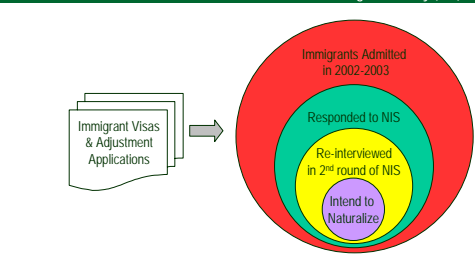 Immigrant Visas
& Adjustment
Applications
Immigrants Admitted
in 2002-2003
Responded to NIS
Re-interviewed
in 2nd round of NIS
Intend to
Naturalize